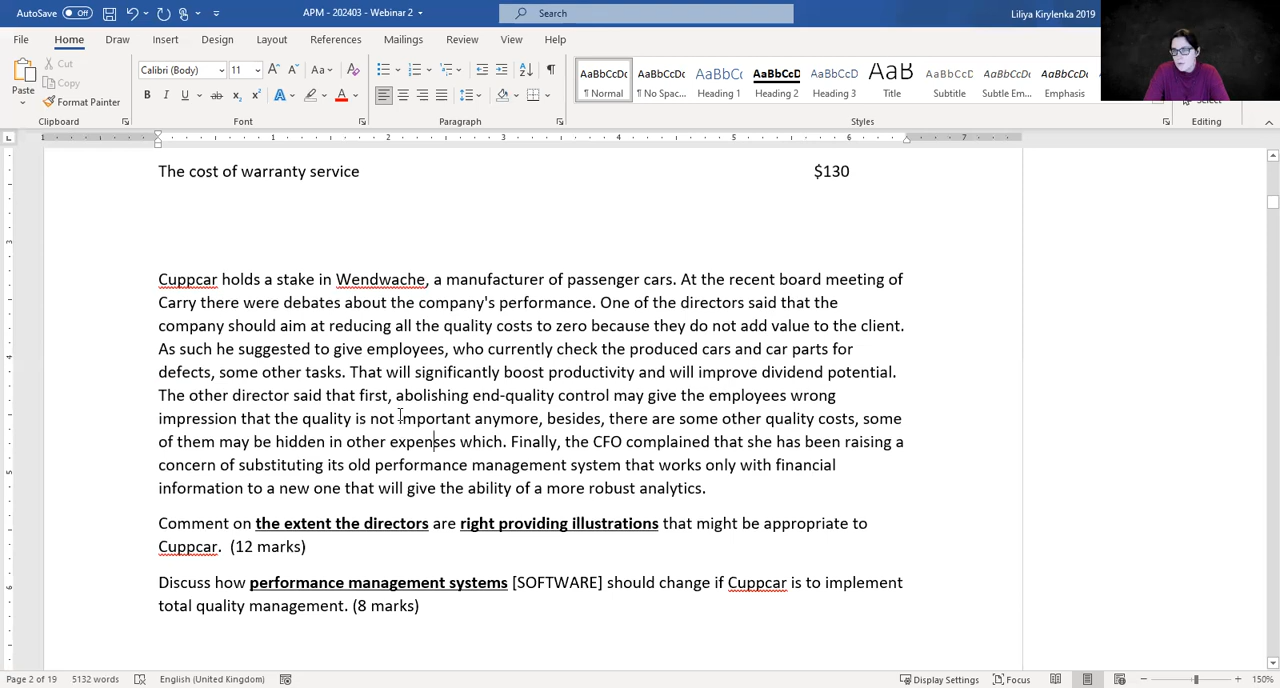 AutoSave Off APM - 202403 - Webinar 2 Search Liliya Kirylenka 2019
File Home Insert Draw Design Layout References Mailings Review View Help
Paste Cut Copy Format Painter
Calibri (Body) 11
AaBbCcDc AaBbCcDc AaBbCc AaBbCcD AaBbCcD AaB AaBbCcD AaBbCcDc AaBbCcDc
¶ Normal ¶ No Spac... Heading 1 Heading 2 Heading 3 Title Subtitle Subtle Em... Emphasis
Clipboard Font Paragraph Styles Editing
The cost of warranty service $130
Cuppcar holds a stake in Wendwache, a manufacturer of passenger cars. At the recent board meeting of
Carry there were debates about the company's performance. One of the directors said that the
company should aim at reducing all the quality costs to zero because they do not add value to the client.
As such he suggested to give employees, who currently check the produced cars and car parts for
defects, some other tasks. That will significantly boost productivity and will improve dividend potential.
The other director said that first, abolishing end-quality control may give the employees wrong
impression that the quality is not important anymore, besides, there are some other quality costs, some
of them may be hidden in other expenses which. Finally, the CFO complained that she has been raising a
concern of substituting its old performance management system that works only with financial
information to a new one that will give the ability of a more robust analytics.
Comment on the extent the directors are right providing illustrations that might be appropriate to
Cuppcar. (12 marks)
Discuss how performance management systems [SOFTWARE] should change if Cuppcar is to implement
total quality management. (8 marks)
Page 2 of 19 5132 words English (United Kingdom) Display Settings Focus 150%